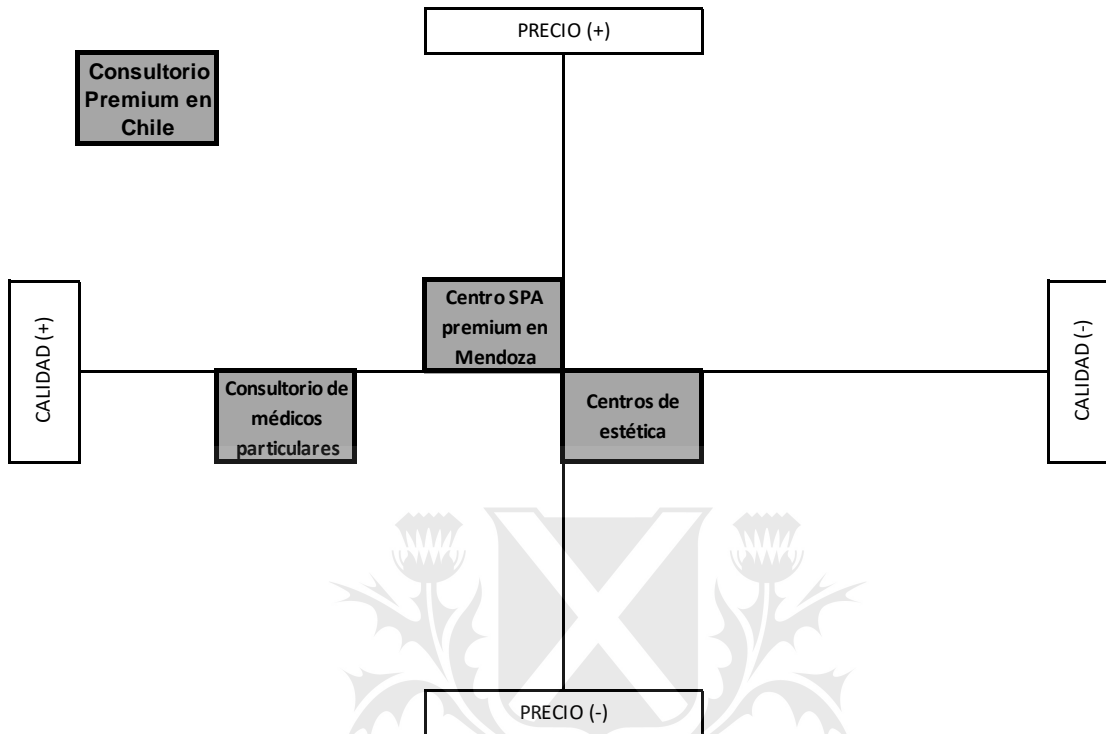 PRECIO (+)
Consultorio
Premium en
Chile
Centro SPA
premium en
Mendoza
CALIDAD (+)
CALIDAD (-)
Consultorio de
médicos
particulares
Centros de
estética
PRECIO (-)